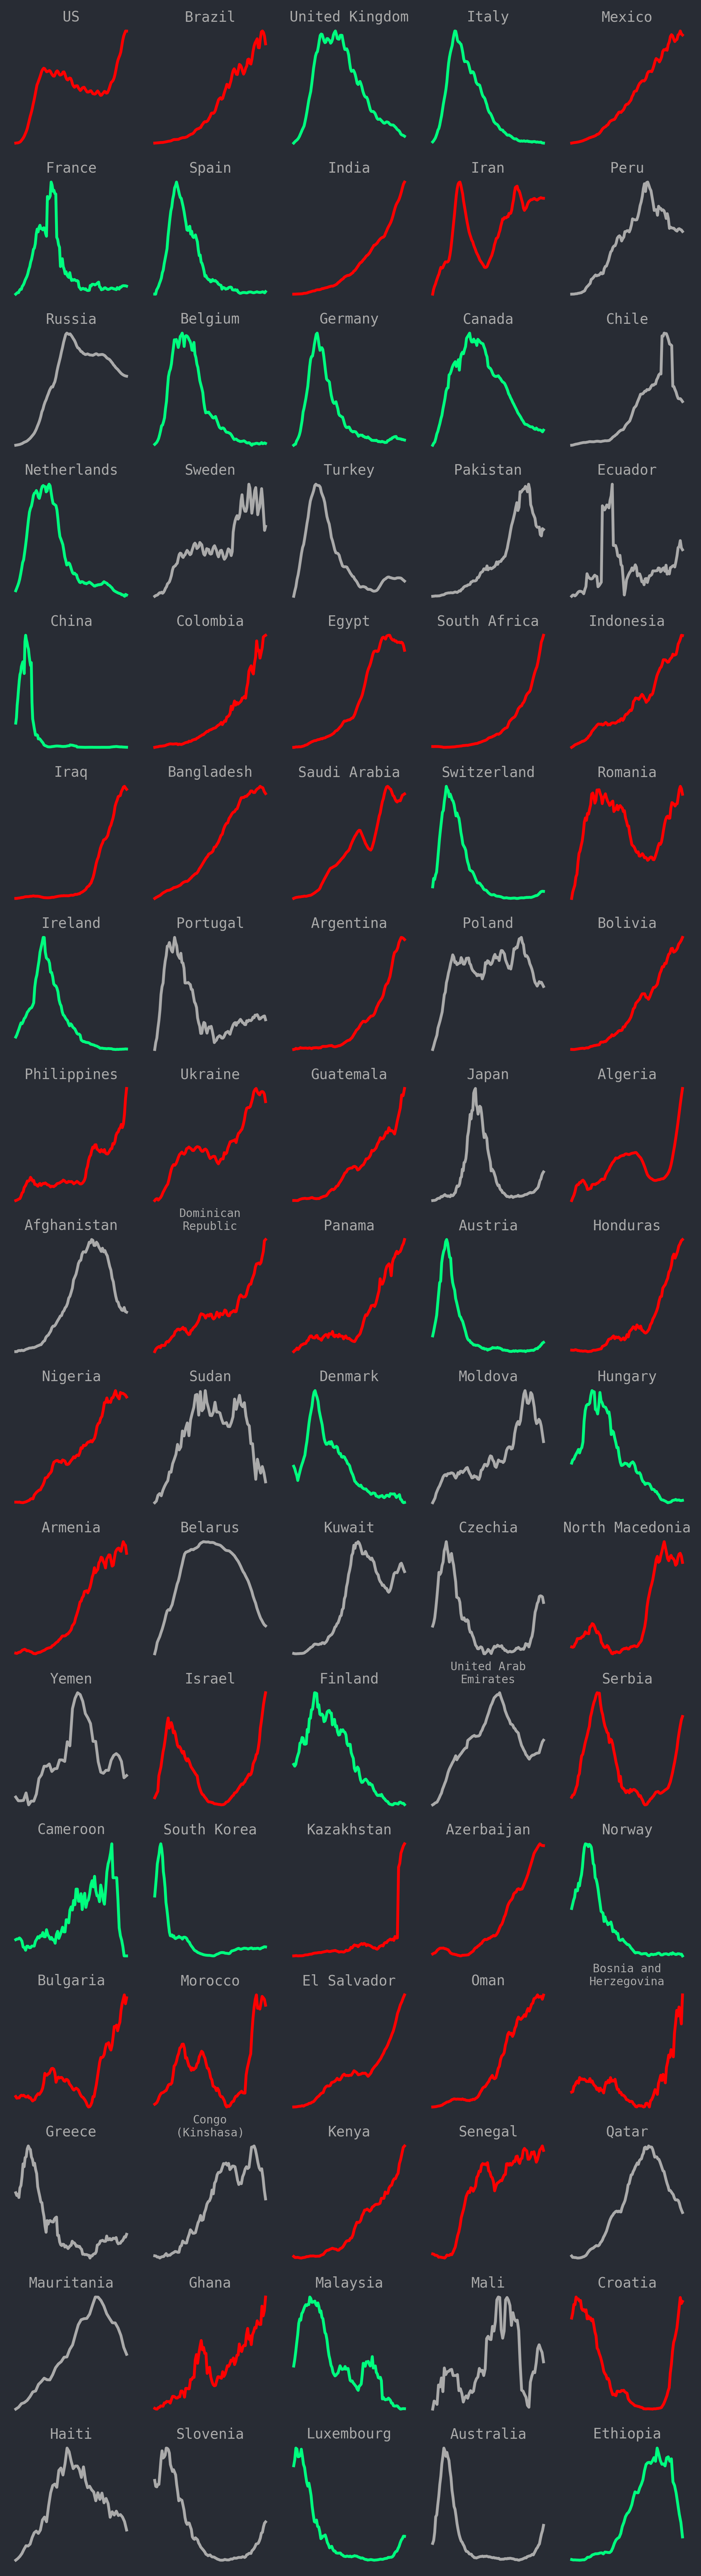 US Brazil United Kingdom Italy Mexico
France Spain India Iran Peru
Russia Belgium Germany Canada Chile
Netherlands Sweden Turkey Pakistan Ecuador
China Colombia Egypt South Africa Indonesia
Iraq Bangladesh Saudi Arabia Switzerland Romania
Ireland Portugal Argentina Poland Bolivia
Philippines Ukraine Guatemala Japan Algeria
Afghanistan
Dominican
Republic
Panama Austria Honduras
Nigeria Sudan Denmark Moldova Hungary
Armenia Belarus Kuwait Czechia North Macedonia
Yemen Israel Finland
United Arab
Emirates
Serbia
Cameroon South Korea Kazakhstan Azerbaijan Norway
Bulgaria Morocco El Salvador Oman
Bosnia and
Herzegovina
Greece
Congo
(Kinshasa)
Kenya Senegal Qatar
Mauritania Ghana Malaysia Mali Croatia
Haiti Slovenia Luxembourg Australia Ethiopia